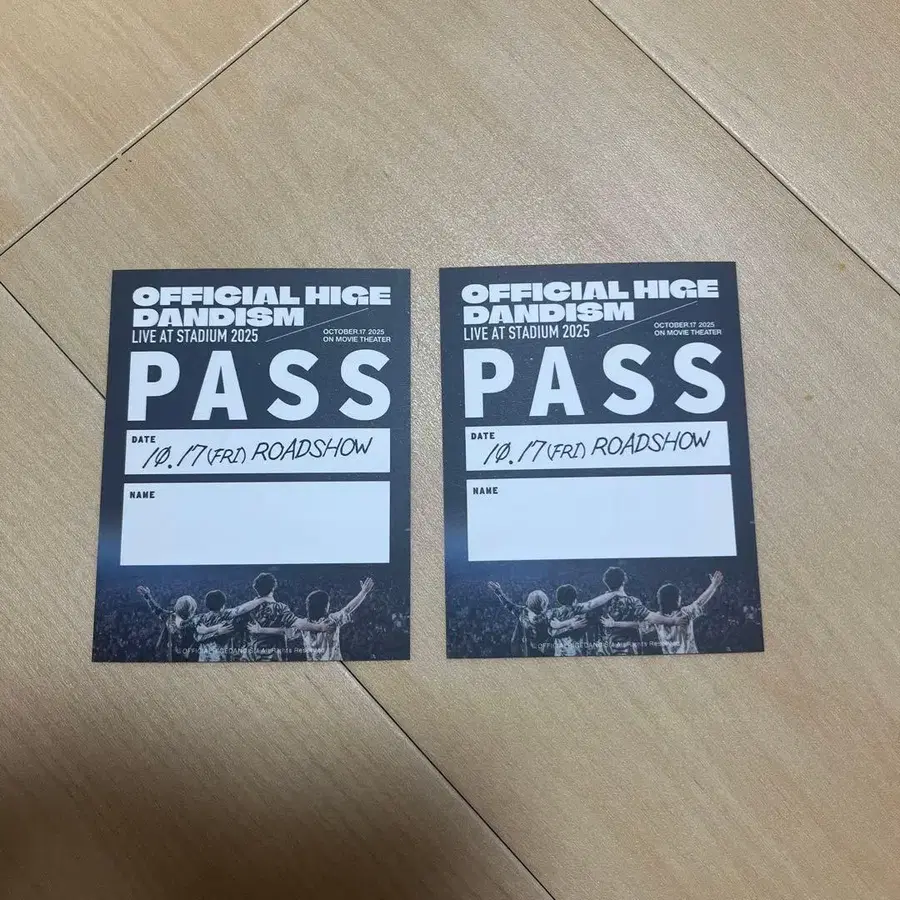 OFFICIAL HIGE
DANDISM
LIVE AT STADIUM 2025
OCTOBER.17 2025
ON MOVIE THEATER
PASS
DATE
10.17(FRI) ROADSHOW
NAME
OFFICIAL HIGE
DANDISM
LIVE AT STADIUM 2025
OCTOBER.17 2025
ON MOVIE THEATER
PASS
DATE
10.17(FRI) ROADSHOW
NAME